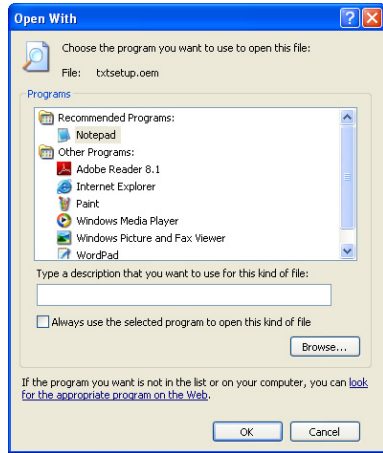 Open With
Choose the program you want to use to open this file:
File: txtsetup.oem
Programs
Recommended Programs:
Notepad
Other Programs:
Adobe Reader 8.1
Internet Explorer
Paint
Windows Media Player
Windows Picture and Fax Viewer
WordPad
Type a description that you want to use for this kind of file:
Always use the selected program to open this kind of file
Browse...
If the program you want is not in the list or on your computer, you can look
for the appropriate program on the Web.
OK Cancel